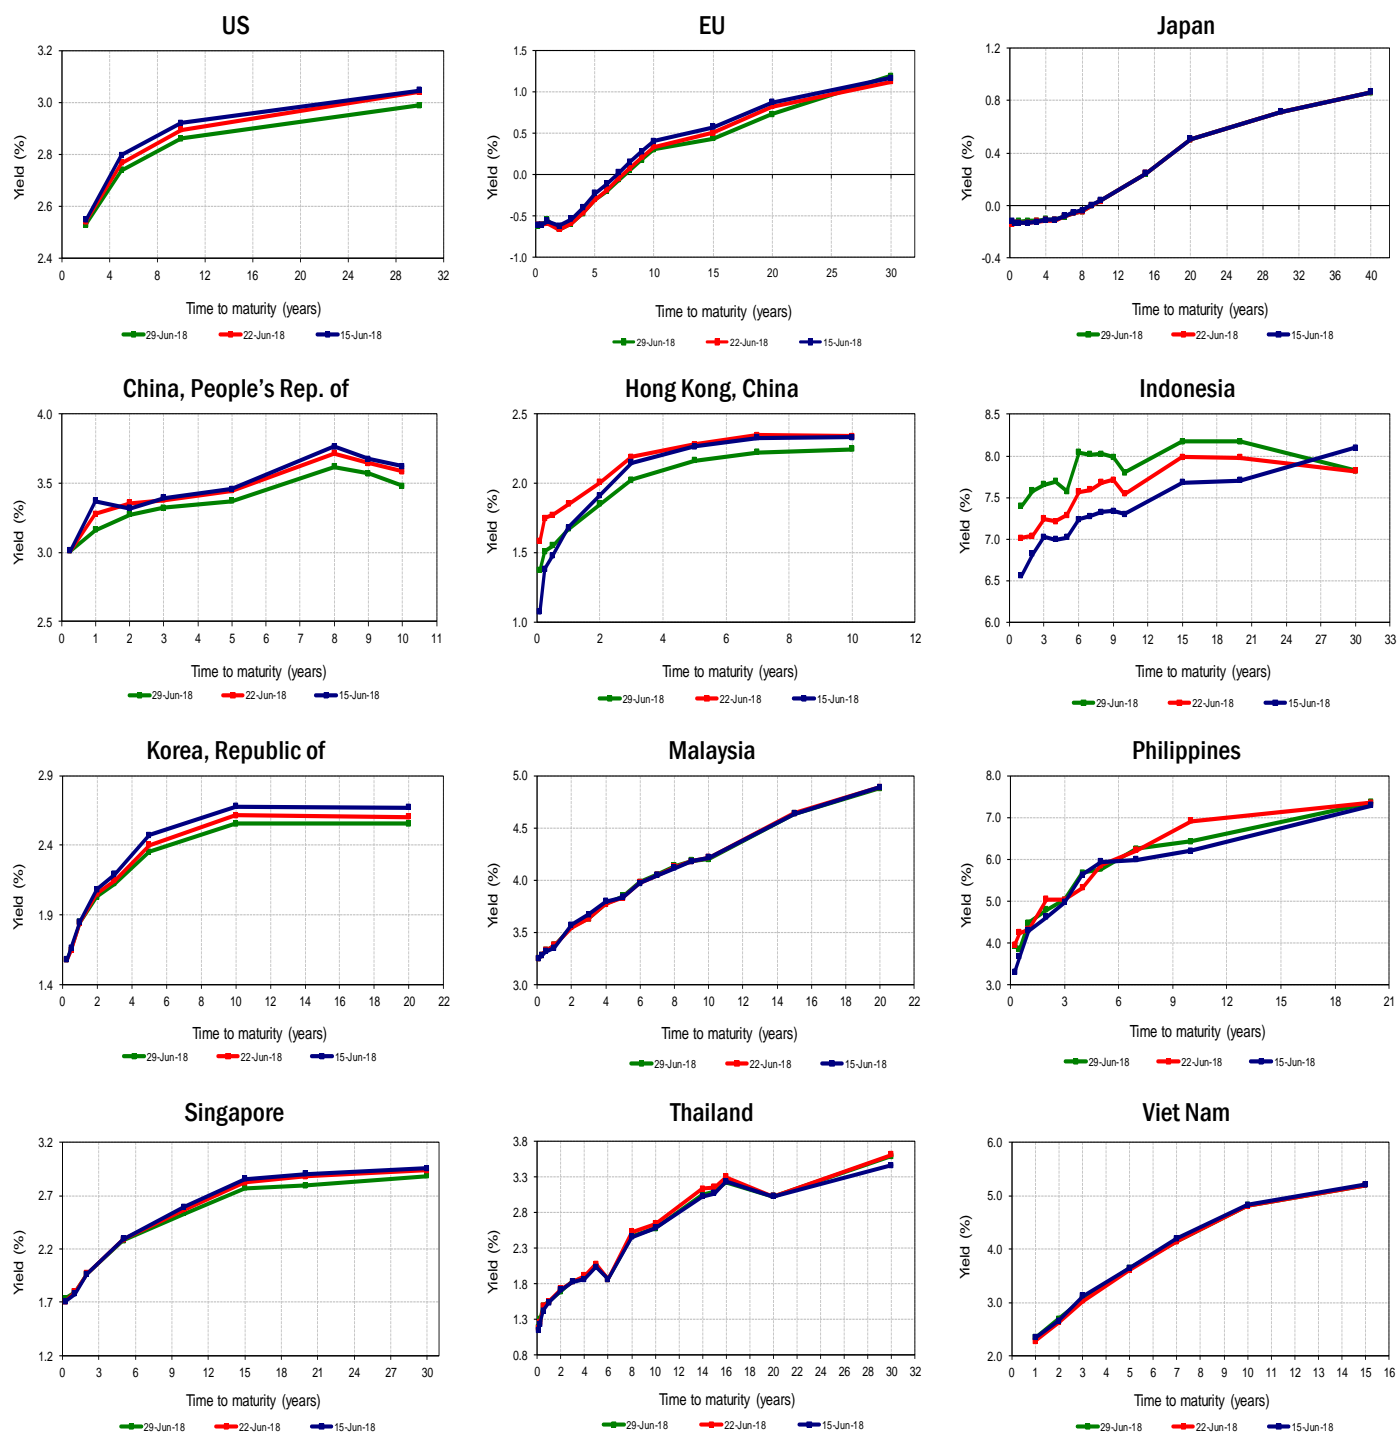 US
EU
Japan
3.2
3.0
2.8
2.6
2.4
Yield (%)
0 4 8 12 16 20 24 28 32
Time to maturity (years)
29-Jun-18 22-Jun-18 15-Jun-18
1.5
1.0
0.5
0.0
-0.5
-1.0
Yield (%)
0 5 10 15 20 25 30
Time to maturity (years)
29-Jun-18 22-Jun-18 15-Jun-18
1.2
0.8
0.4
0.0
-0.4
Yield (%)
0 4 8 12 16 20 24 28 32 36 40
Time to maturity (years)
29-Jun-18 22-Jun-18 15-Jun-18
China, People’s Rep. of
Hong Kong, China
Indonesia
4.0
3.5
3.0
2.5
Yield (%)
0 1 2 3 4 5 6 7 8 9 10 11
Time to maturity (years)
29-Jun-18 22-Jun-18 15-Jun-18
2.5
2.0
1.5
1.0
Yield (%)
0 2 4 6 8 10 12
Time to maturity (years)
29-Jun-18 22-Jun-18 15-Jun-18
8.5
8.0
7.5
7.0
6.5
6.0
Yield (%)
0 3 6 9 12 15 18 21 24 27 30 33
Time to maturity (years)
29-Jun-18 22-Jun-18 15-Jun-18
Korea, Republic of
Malaysia
Philippines
2.9
2.4
1.9
1.4
Yield (%)
0 2 4 6 8 10 12 14 16 18 20 22
Time to maturity (years)
29-Jun-18 22-Jun-18 15-Jun-18
5.0
4.5
4.0
3.5
3.0
Yield (%)
0 2 4 6 8 10 12 14 16 18 20 22
Time to maturity (years)
29-Jun-18 22-Jun-18 15-Jun-18
8.0
7.0
6.0
5.0
4.0
3.0
Yield (%)
0 3 6 9 12 15 18 21
Time to maturity (years)
29-Jun-18 22-Jun-18 15-Jun-18
Singapore
Thailand
Viet Nam
3.2
2.7
2.2
1.7
1.2
Yield (%)
0 3 6 9 12 15 18 21 24 27 30
Time to maturity (years)
29-Jun-18 22-Jun-18 15-Jun-18
3.8
3.3
2.8
2.3
1.8
1.3
0.8
Yield (%)
0 2 4 6 8 10 12 14 16 18 20 22 24 26 28 30 32
Time to maturity (years)
29-Jun-18 22-Jun-18 15-Jun-18
6.0
5.0
4.0
3.0
2.0
Yield (%)
0 1 2 3 4 5 6 7 8 9 10 11 12 13 14 15 16
Time to maturity (years)
29-Jun-18 22-Jun-18 15-Jun-18